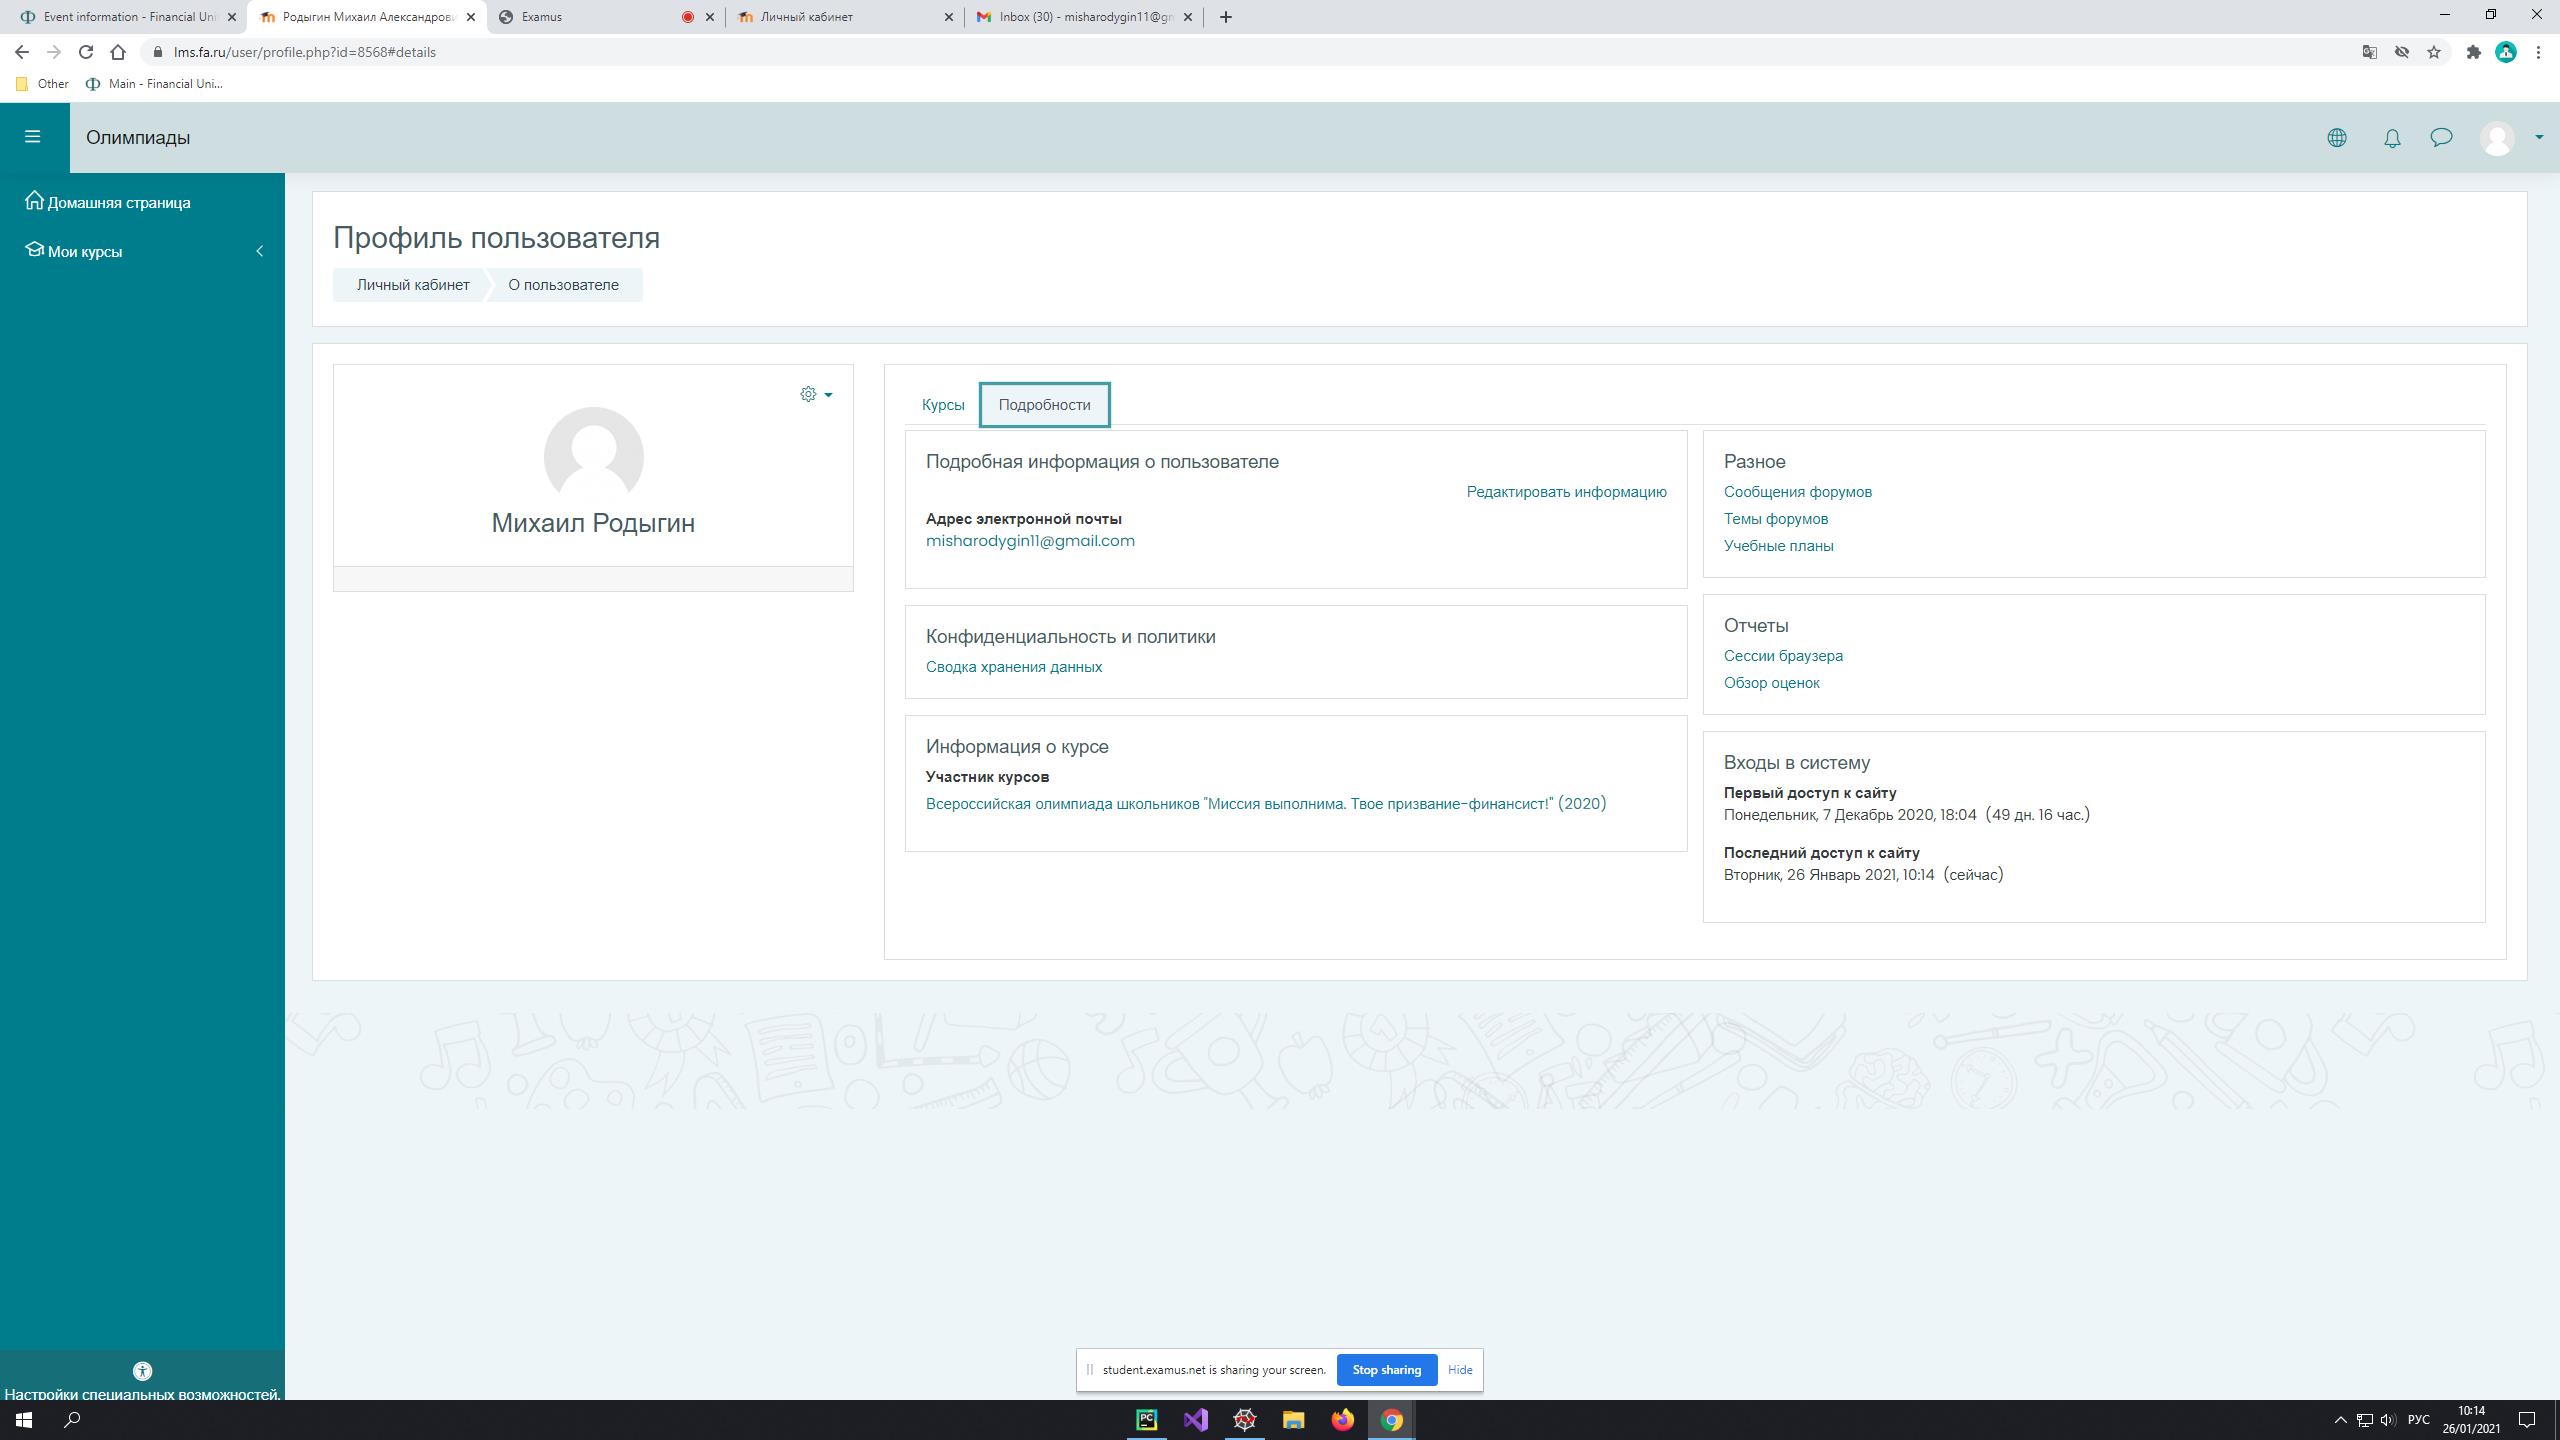 Event information - Financial Uni
Родыгин Михаил Александрови
Examus
Личный кабинет
Inbox (30) - misharodygin11@gm
lms.fa.ru/user/profile.php?id=8568#details
Other
Main - Financial Uni...
Олимпиады
Домашняя страница
Мои курсы
Профиль пользователя
Личный кабинет
О пользователе
Михаил Родыгин
Курсы
Подробности
Подробная информация о пользователе
Редактировать информацию
Адрес электронной почты
misharodygin11@gmail.com
Конфиденциальность и политики
Сводка хранения данных
Информация о курсе
Участник курсов
Всероссийская олимпиада школьников "Миссия выполнима. Твое призвание-финансист!" (2020)
Разное
Сообщения форумов
Темы форумов
Учебные планы
Отчеты
Сессии браузера
Обзор оценок
Входы в систему
Первый доступ к сайту
Понедельник, 7 Декабрь 2020, 18:04 (49 дн. 16 час.)
Последний доступ к сайту
Вторник, 26 Январь 2021, 10:14 (сейчас)
student.examus.net is sharing your screen.
Stop sharing
Hide
Настройки специальных возможностей.
PC
РУС
10:14
26/01/2021